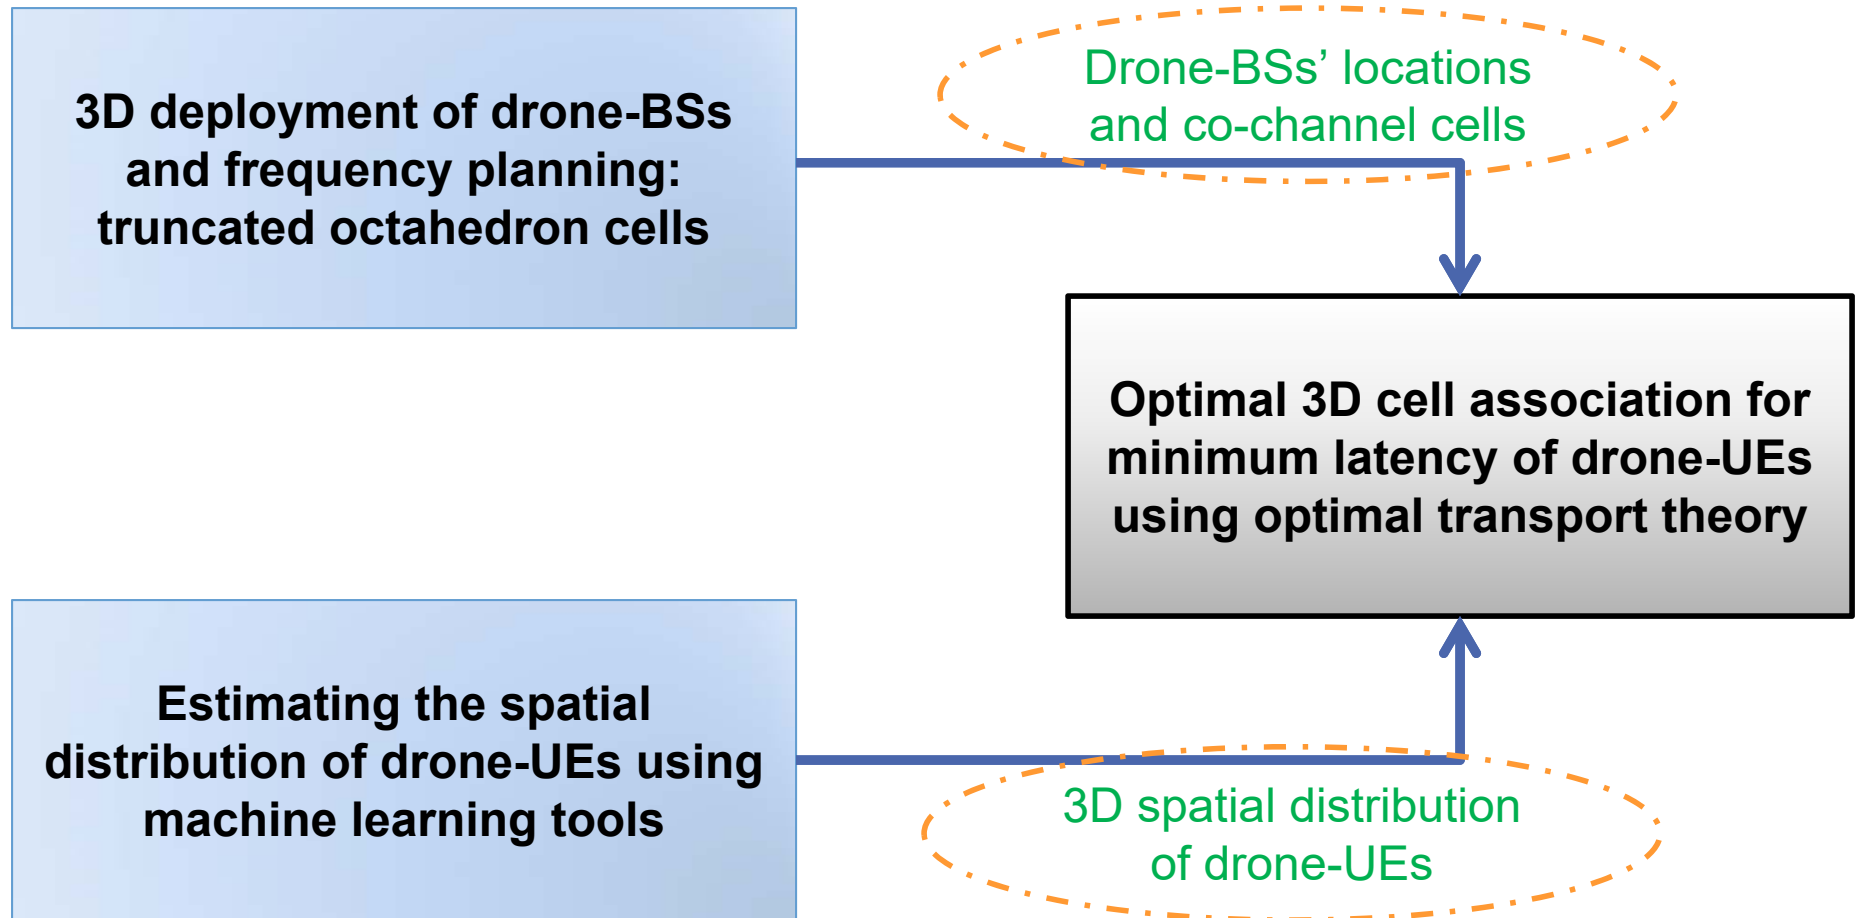 3D deployment of drone-BSs
and frequency planning:
truncated octahedron cells
Drone-BSs’ locations
and co-channel cells
Optimal 3D cell association for
minimum latency of drone-UEs
using optimal transport theory
Estimating the spatial
distribution of drone-UEs using
machine learning tools
3D spatial distribution
of drone-UEs